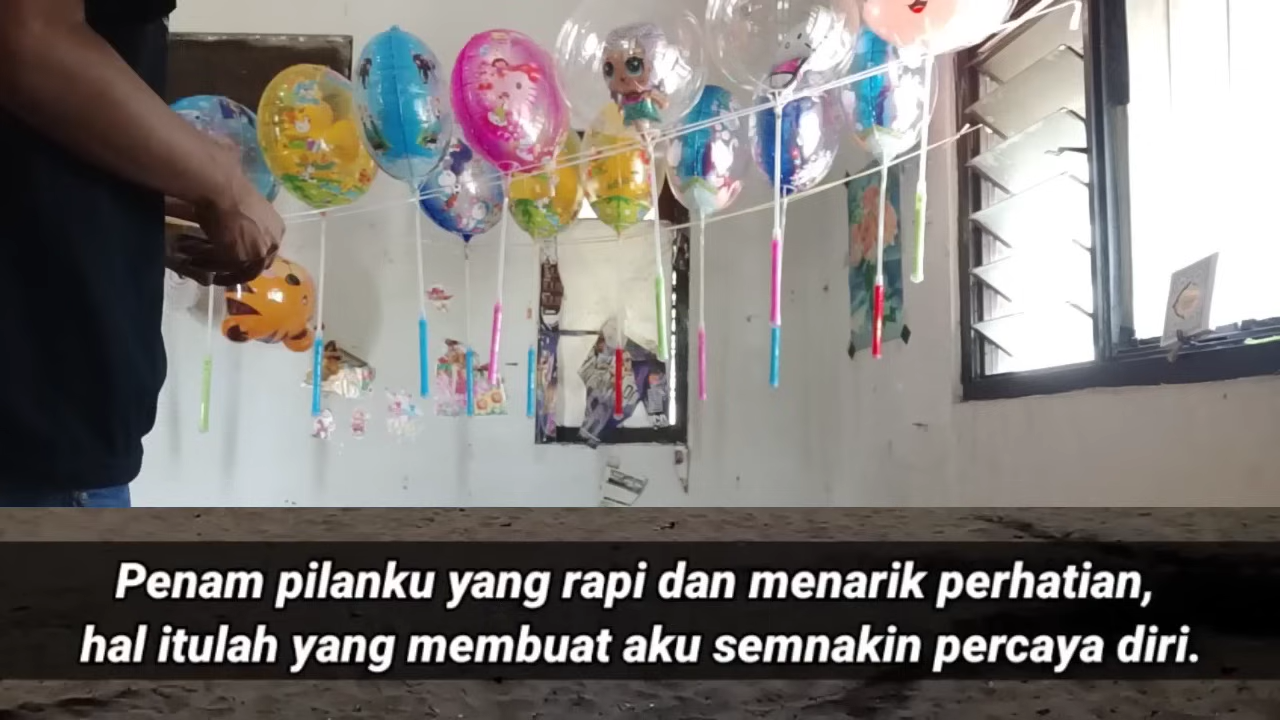 Penam pilanku yang rapi dan menarik perhatian,
hal itulah yang membuat aku semnakin percaya diri.